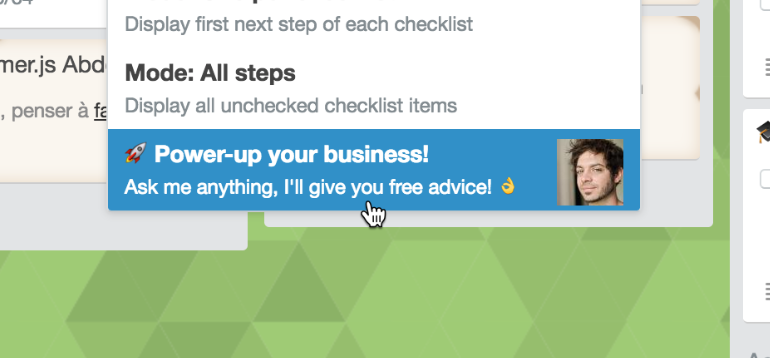 Display first next step of each checklist
mer.js Abd
Mode: All steps
, penser à fa
Display all unchecked checklist items
🚀 Power-up your business!
Ask me anything, I'll give you free advice! 👌